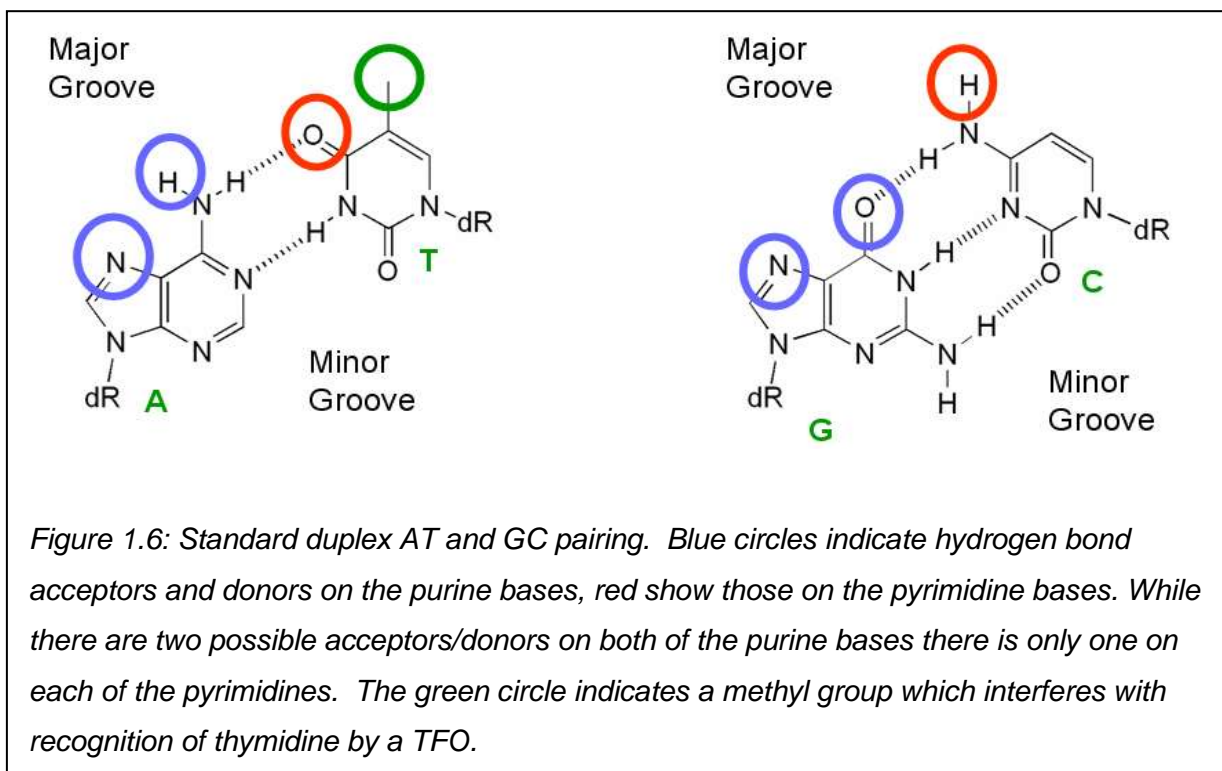 Major
Groove
H
H
N
N
N
N
N
dR
A
O
H
N
N
O
dR
T
Minor
Groove
Major
Groove
H
N
H
O
N
N
N
N
H
N
H
H
N
dR
G
N
N
O
dR
C
Minor
Groove
Figure 1.6: Standard duplex AT and GC pairing. Blue circles indicate hydrogen bond
acceptors and donors on the purine bases, red show those on the pyrimidine bases. While
there are two possible acceptors/donors on both of the purine bases there is only one on
each of the pyrimidines. The green circle indicates a methyl group which interferes with
recognition of thymidine by a TFO.